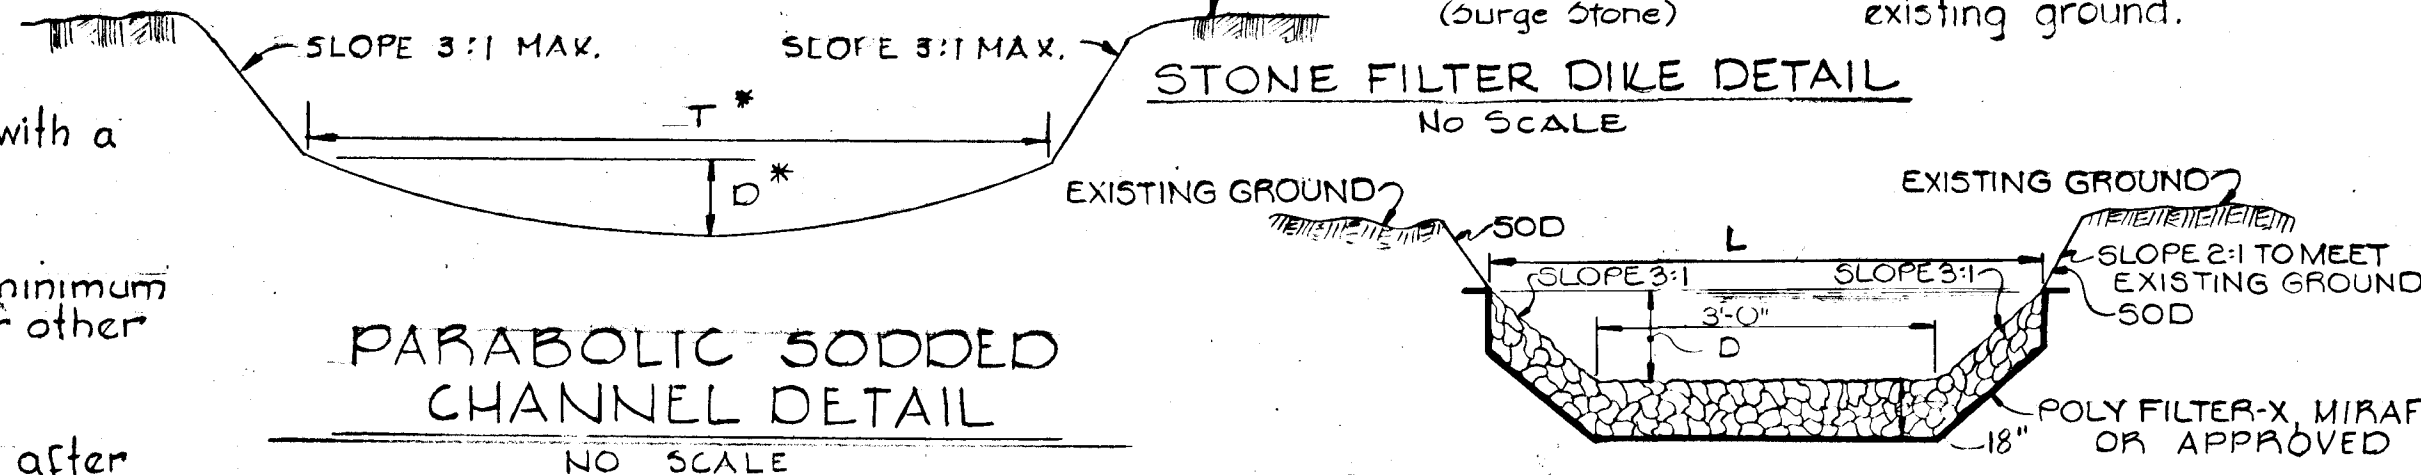 (Surge Stone)
existing ground.
SLOPE 3:1 MAX.
SLOPE 3:1 MAX.
STONE FILTER DIKE DETAIL
NO SCALE
T *
with a
D *
EXISTING GROUND
EXISTING GROUND
SOD
L
SLOPE 2:1 TO MEET
EXISTING GROUND
SOD
SLOPE 3:1
SLOPE 3:1
minimum
other
3'-0"
D
PARABOLIC SODDED
CHANNEL DETAIL
NO SCALE
POLY FILTER-X, MIRAF
OR APPROVED
18"
after